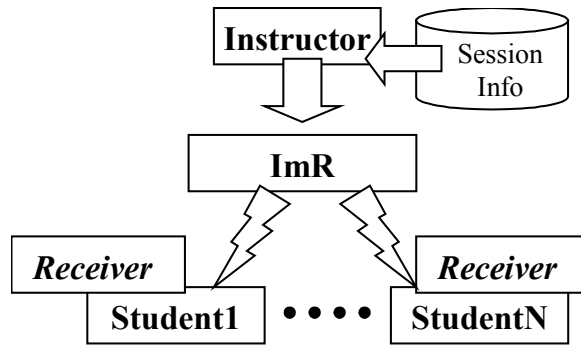 Instructor
Session
Info
ImR
Receiver
Receiver
Student1
StudentN